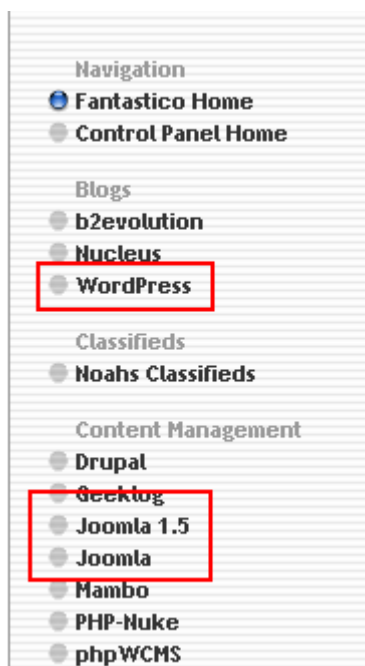 Navigation
Fantastico Home
Control Panel Home
Blogs
b2evolution
Nucleus
WordPress
Classifieds
Noahs Classifieds
Content Management
Drupal
Geeklog
Joomla 1.5
Joomla
Mambo
PHP-Nuke
phpWCMS